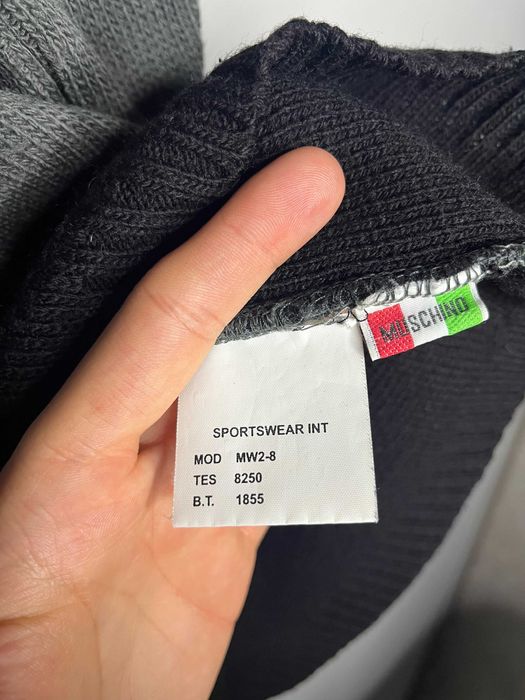 MOSCHINO
SPORTSWEAR INT
MOD MW2-8
TES 8250
B.T. 1855